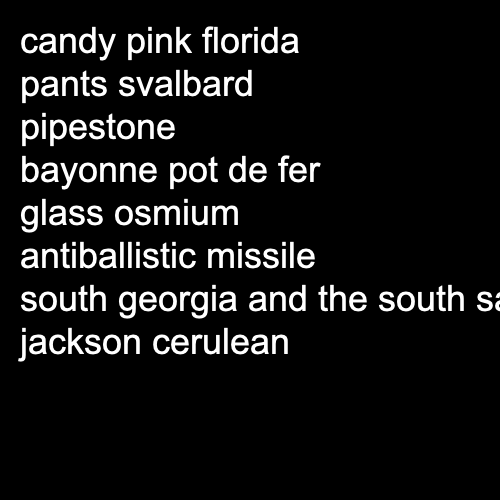 candy pink florida
pants svalbard
pipestone
bayonne pot de fer
glass osmium
antiballistic missile
south georgia and the south
jackson cerulean